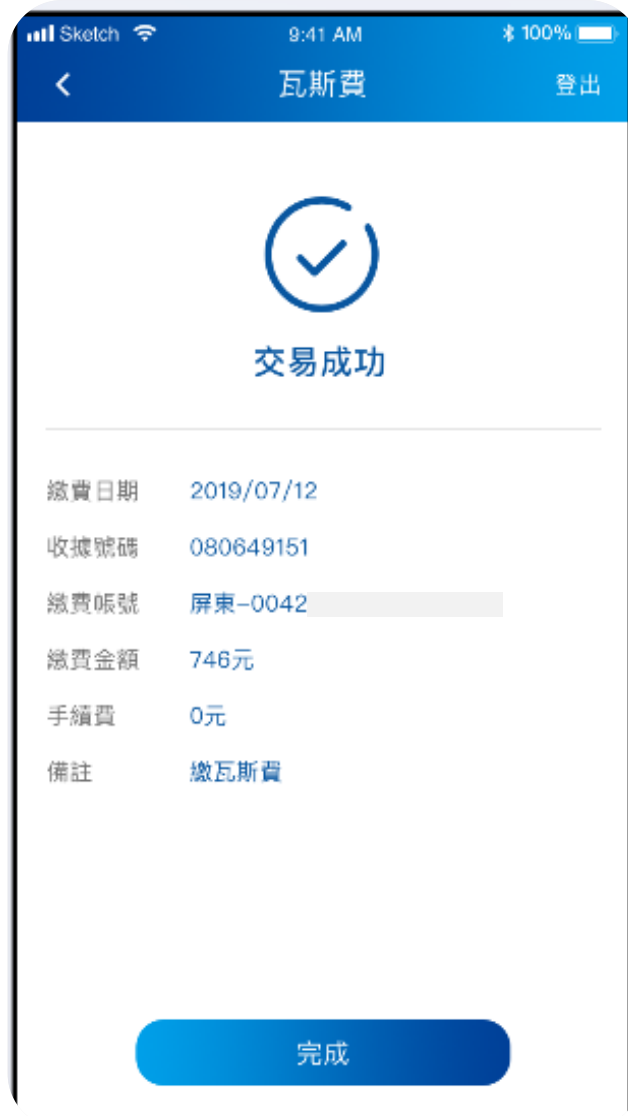 Sketch 9:41 AM 100%
瓦斯費 登出
交易成功
繳費日期 2019/07/12
收據號碼 080649151
繳費帳號 屏東-0042
繳費金額 746元
手續費 0元
備註 繳瓦斯費
完成